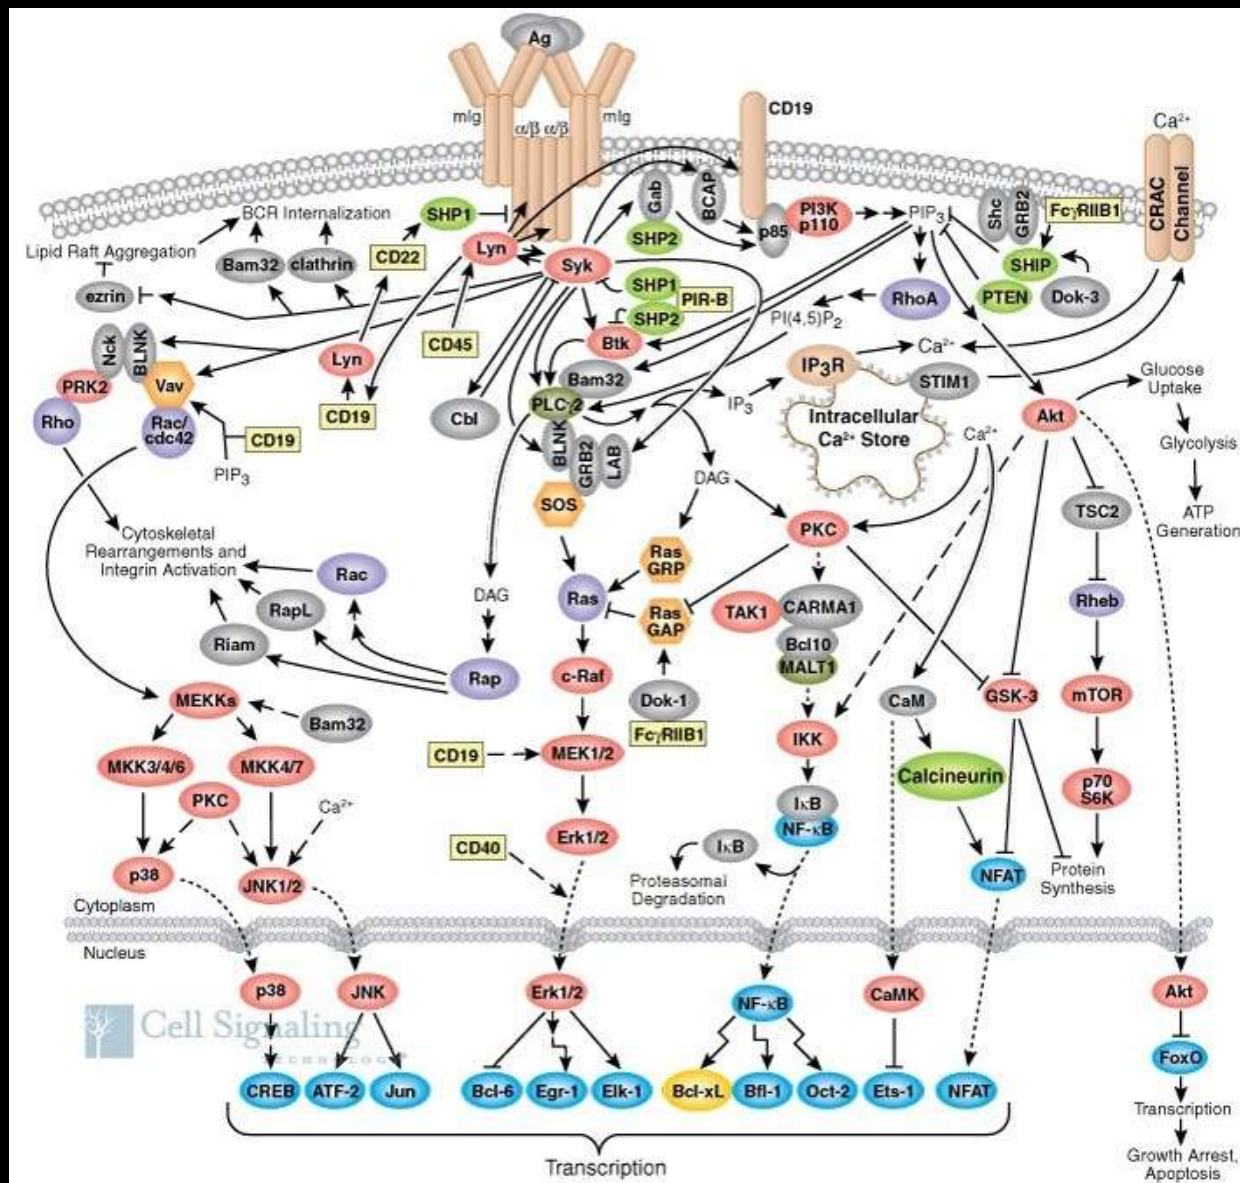 Ag
mIg
α/β α/β
mIg
CD19
Ca²⁺
CRAC
Channel
BCR Internalization
Lipid Raft Aggregation
SHP1
Gab
BCAP
SHP2
p85
PI3K
p110
PIP₃
Shc
GRB2
FcγRIIB1
SHIP
PTEN
Dok-3
Bam32
clathrin
CD22
Lyn
Syk
ezrin
SHP1
PIR-B
SHP2
RhoA
PI(4,5)P₂
CD45
Btk
Nck
BLNK
Lyn
PRK2
Vav
Bam32
IP₃R
Ca²⁺
STIM1
Glucose
Uptake
Rho
Rac/
cdc42
CD19
CD19
PIP₃
Cbl
PLCγ2
IP₃
Intracellular
Ca²⁺ Store
Akt
BLNK
GRB2
LAB
Ca²⁺
Glycolysis
DAG
SOS
PKC
TSC2
ATP
Generation
Cytoskeletal
Rearrangements and
Integrin Activation
Rac
RapL
Riam
DAG
Rap
Ras
Ras
GRP
Ras
GAP
TAK1
CARMA1
Bcl10
MALT1
Rheb
c-Raf
Dok-1
FcγRIIB1
CaM
GSK-3
mTOR
MEKKs
Bam32
CD19
MEK1/2
IKK
MKK3/4/6
MKK4/7
PKC
Ca²⁺
Calcineurin
p70
S6K
IκB
NF-κB
Erk1/2
CD40
IκB
Proteasomal
Degradation
p38
JNK1/2
NFAT
Protein
Synthesis
Cytoplasm
Nucleus
p38
JNK
Erk1/2
NF-κB
CaMK
Akt
Cell Signaling
TECHNOLOGY®
FoxO
CREB
ATF-2
Jun
Bcl-6
Egr-1
Elk-1
Bcl-xL
Bfl-1
Oct-2
Ets-1
NFAT
Transcription
Growth Arrest,
Apoptosis
Transcription